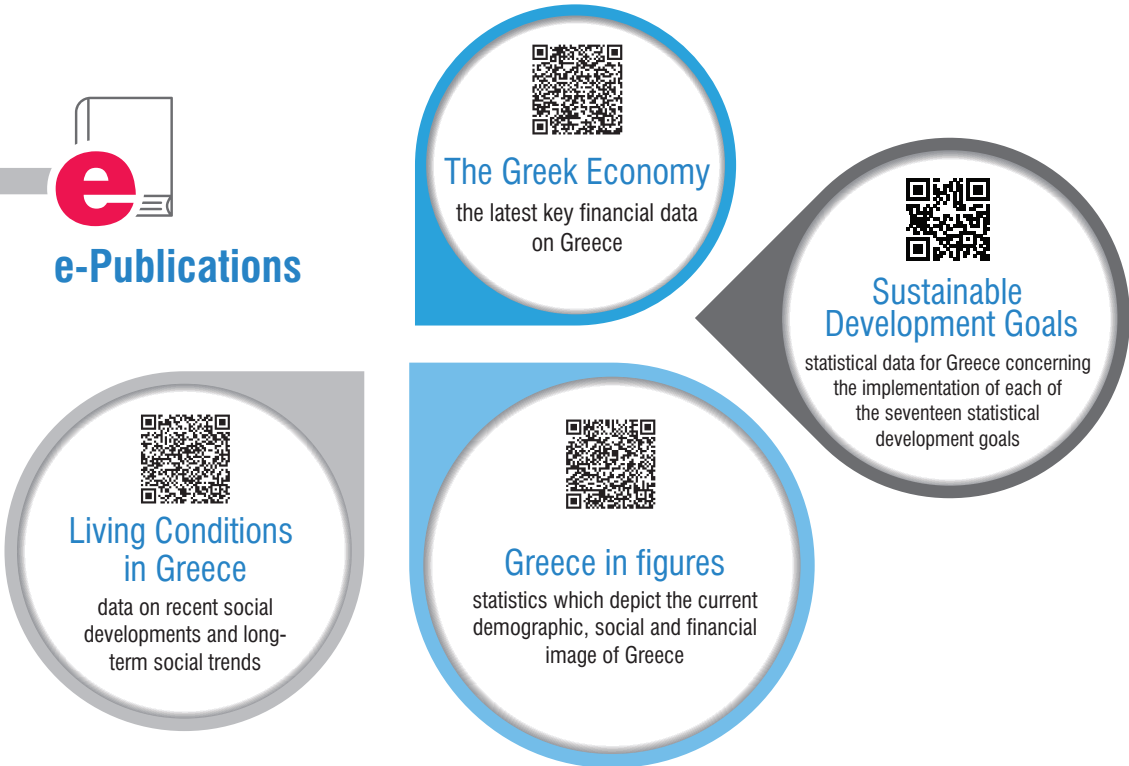 e
e-Publications
The Greek Economy
the latest key financial data
on Greece
Sustainable
Development Goals
statistical data for Greece concerning
the implementation of each of
the seventeen statistical
development goals
Living Conditions
in Greece
data on recent social
developments and long-
term social trends
Greece in figures
statistics which depict the current
demographic, social and financial
image of Greece